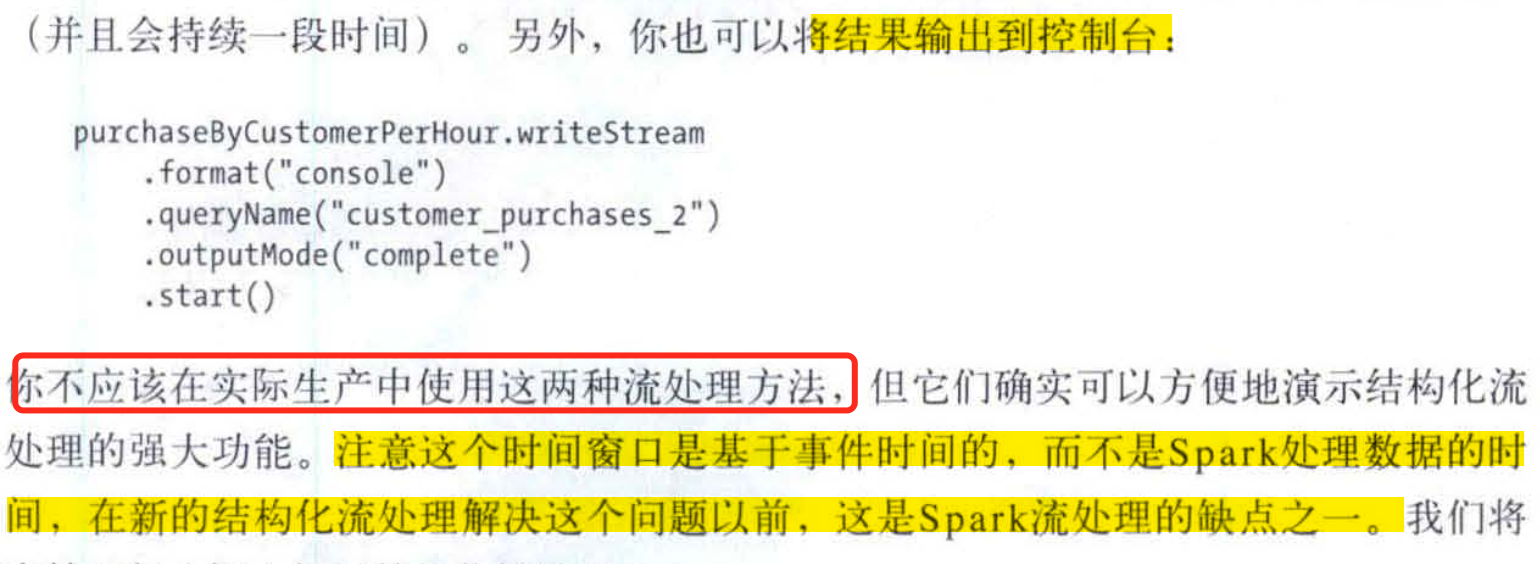 （并且会持续一段时间）。 另外，你也可以将结果输出到控制台：
purchaseByCustomerPerHour.writeStream
.format("console")
.queryName("customer_purchases_2")
.outputMode("complete")
.start()
你不应该在实际生产中使用这两种流处理方法，但它们确实可以方便地演示结构化流
处理的强大功能。注意这个时间窗口是基于事件时间的，而不是Spark处理数据的时
间，在新的结构化流处理解决这个问题以前，这是Spark流处理的缺点之一。我们将